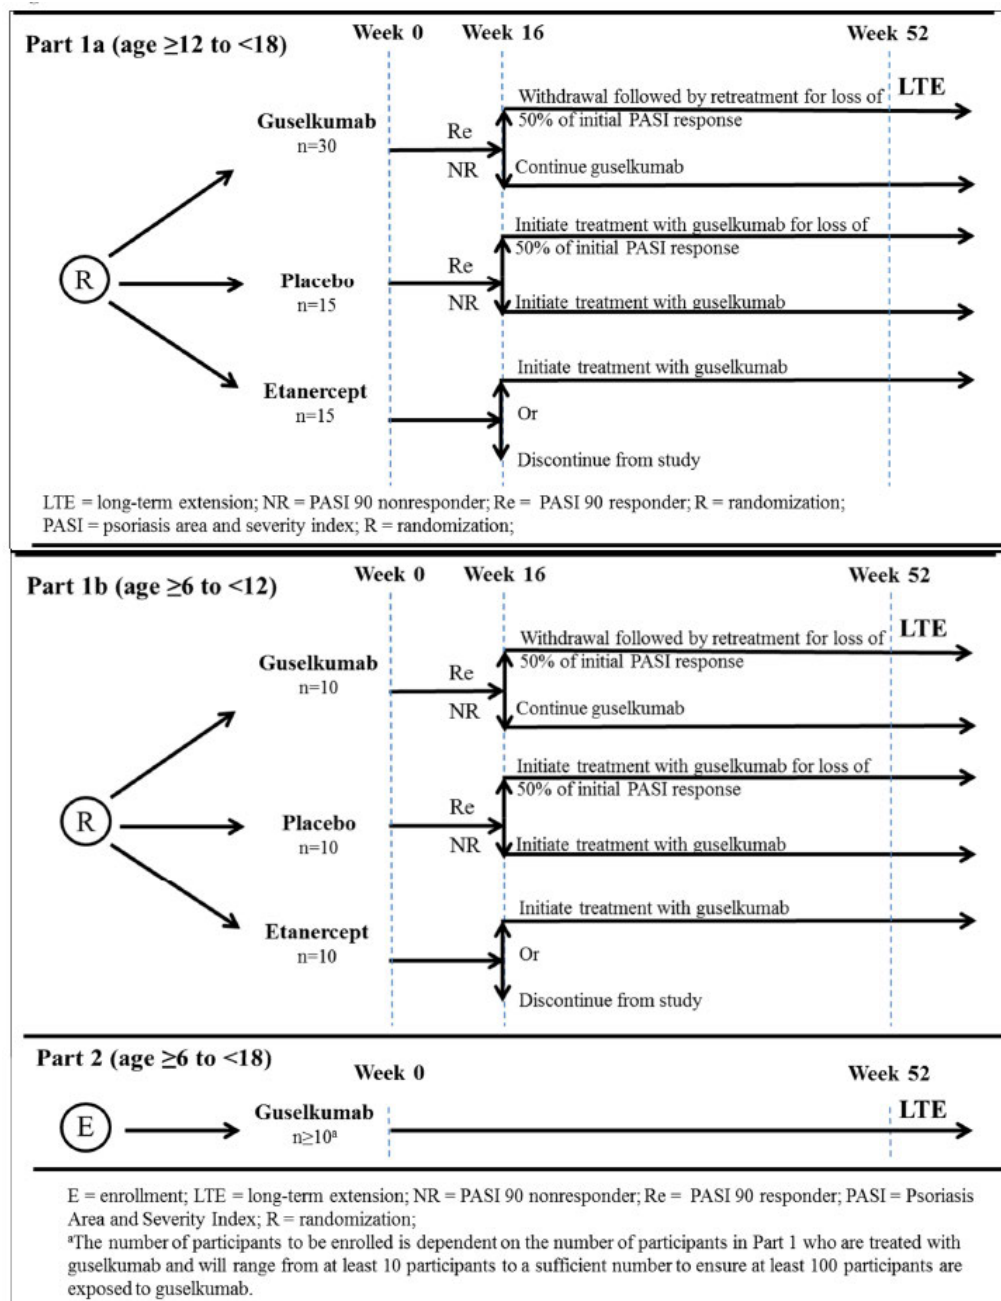 Part 1a (age ≥12 to <18)
Week 0
Week 16
Week 52
LTE
Guselkumab
n=30
Re
NR
Withdrawal followed by retreatment for loss of
50% of initial PASI response
Continue guselkumab
R
Placebo
n=15
Re
NR
Initiate treatment with guselkumab for loss of
50% of initial PASI response
Initiate treatment with guselkumab
Etanercept
n=15
Initiate treatment with guselkumab
Or
Discontinue from study
LTE = long-term extension; NR = PASI 90 nonresponder; Re = PASI 90 responder; R = randomization;
PASI = psoriasis area and severity index; R = randomization;
Part 1b (age ≥6 to <12)
Week 0
Week 16
Week 52
LTE
Guselkumab
n=10
Re
NR
Withdrawal followed by retreatment for loss of
50% of initial PASI response
Continue guselkumab
R
Placebo
n=10
Re
NR
Initiate treatment with guselkumab for loss of
50% of initial PASI response
Initiate treatment with guselkumab
Etanercept
n=10
Initiate treatment with guselkumab
Or
Discontinue from study
Part 2 (age ≥6 to <18)
Week 0
Week 52
LTE
E
Guselkumab
n≥10ᵃ
E = enrollment; LTE = long-term extension; NR = PASI 90 nonresponder; Re = PASI 90 responder; PASI = Psoriasis
Area and Severity Index; R = randomization;
ᵃThe number of participants to be enrolled is dependent on the number of participants in Part 1 who are treated with
guselkumab and will range from at least 10 participants to a sufficient number to ensure at least 100 participants are
exposed to guselkumab.